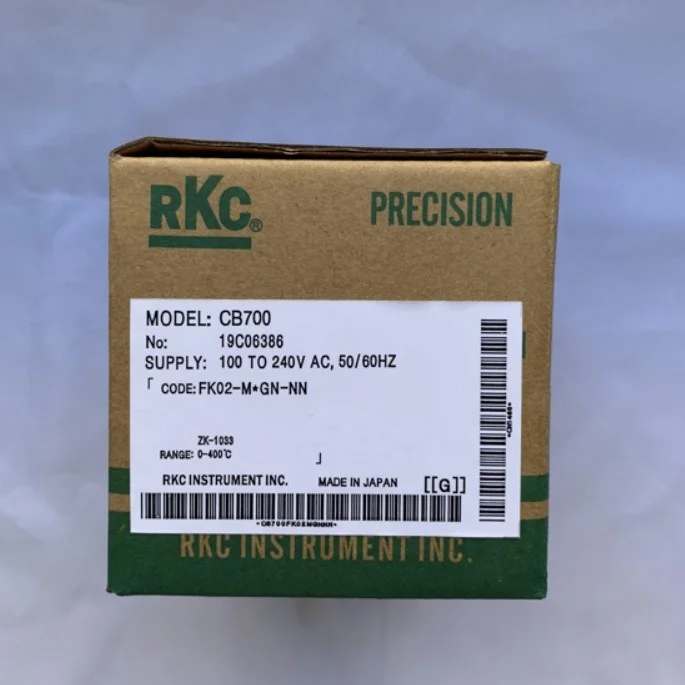 RKC® PRECISION
MODEL: CB700
No: 19C06386
SUPPLY: 100 TO 240V AC, 50/60HZ
「 CODE: FK02-M*GN-NN
ZK-1033
RANGE: 0-400℃ 」
RKC INSTRUMENT INC. MADE IN JAPAN [[G]]
*CB700FK02MGNNN*
RKC INSTRUMENT INC.